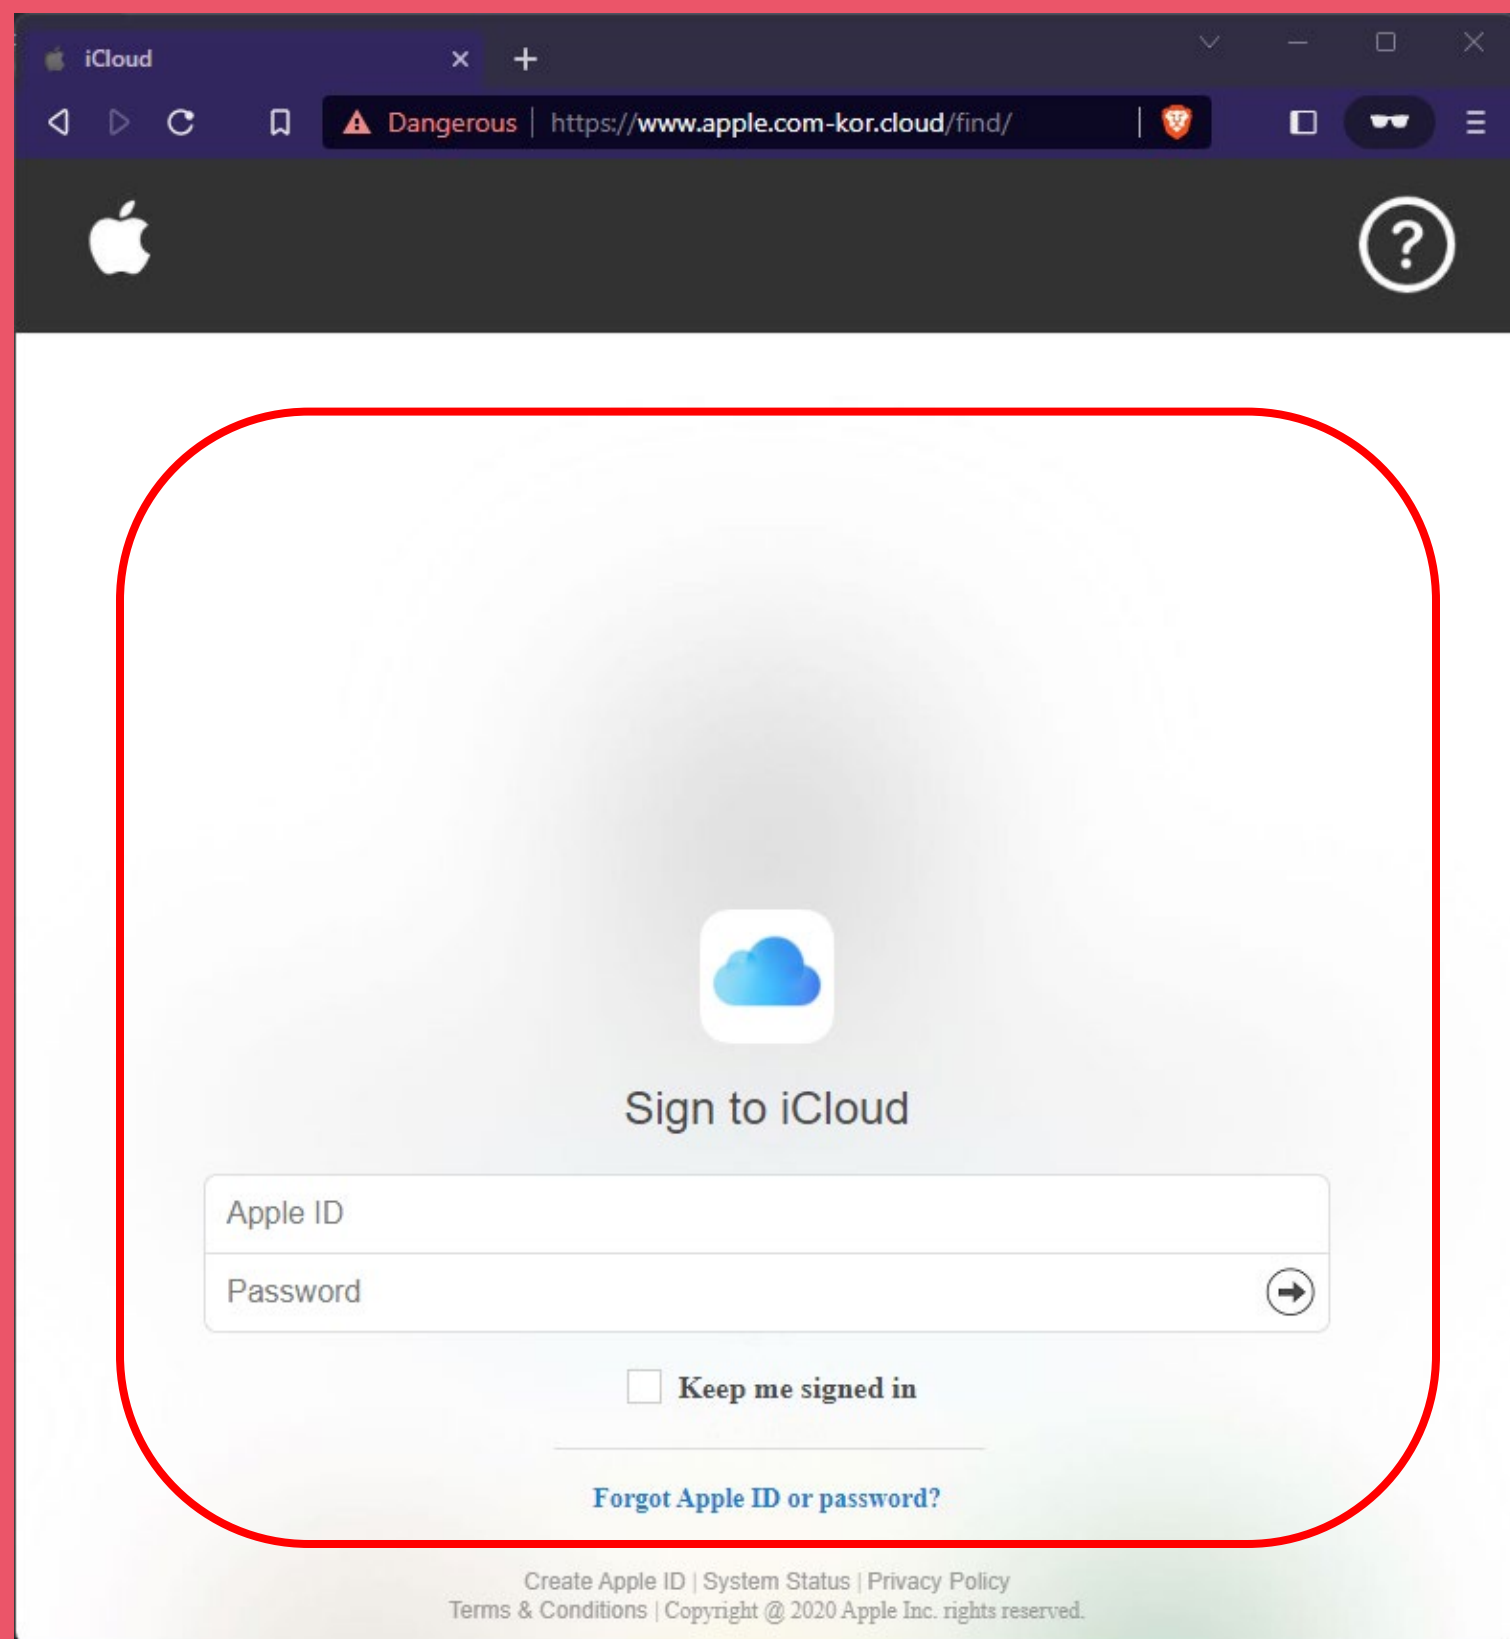 iCloud
Dangerous | https://www.apple.com-kor.cloud/find/
?
Sign to iCloud
Apple ID
Password
Keep me signed in
Forgot Apple ID or password?
Create Apple ID | System Status | Privacy Policy
Terms & Conditions | Copyright @ 2020 Apple Inc. rights reserved.